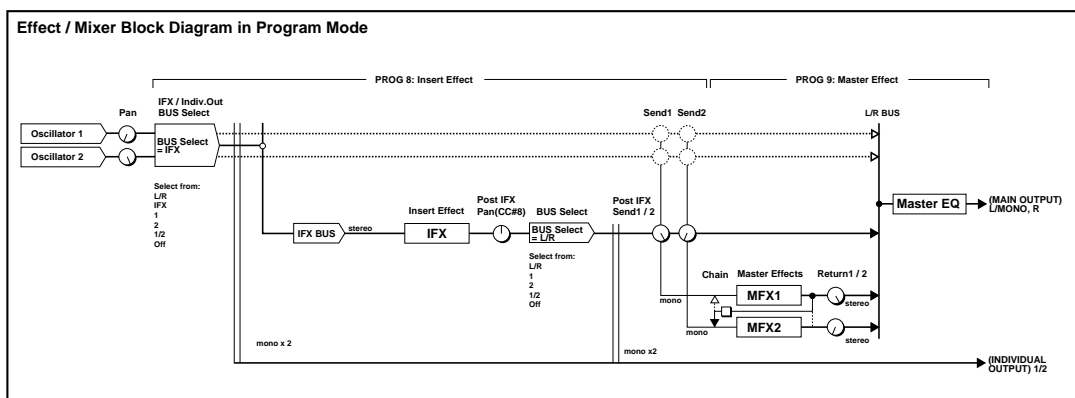 Effect / Mixer Block Diagram in Program Mode
PROG 8: Insert Effect
PROG 9: Master Effect
IFX / Indiv.Out
BUS Select
Pan
Send1
Send2
L/R BUS
Oscillator 1
Oscillator 2
BUS Select
= IFX
Select from:
L/R
IFX
1
2
1/2
Off
IFX BUS
stereo
Insert Effect
IFX
Post IFX
Pan(CC#8)
BUS Select
BUS Select
= L/R
Select from:
L/R
1
2
1/2
Off
Post IFX
Send1 / 2
Master EQ
(MAIN OUTPUT)
L/MONO, R
Chain
Master Effects
Return1 / 2
mono
MFX1
stereo
mono
MFX2
stereo
mono x 2
mono x2
(INDIVIDUAL
OUTPUT) 1/2